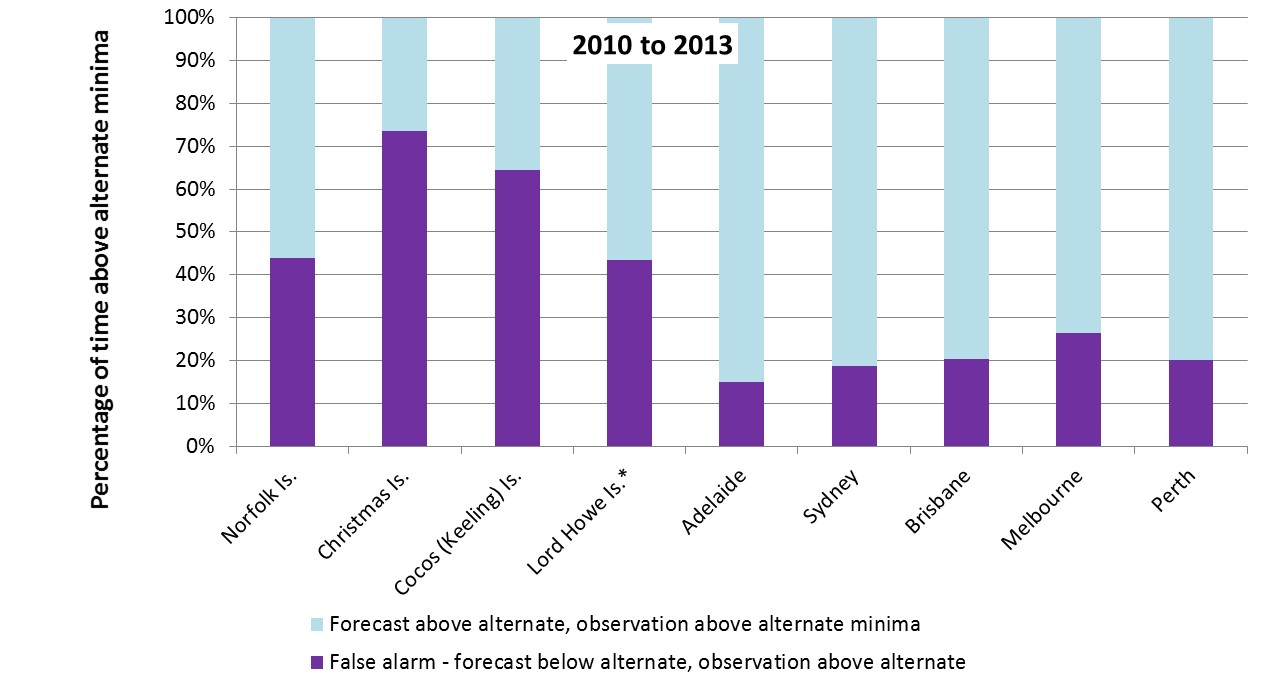 Percentage of time above alternate minima
2010 to 2013
100%
90%
80%
70%
60%
50%
40%
30%
20%
10%
0%
Norfolk Is.
Christmas Is.
Cocos (Keeling) Is.
Lord Howe Is.*
Adelaide
Sydney
Brisbane
Melbourne
Perth
Forecast above alternate, observation above alternate minima
False alarm - forecast below alternate, observation above alternate